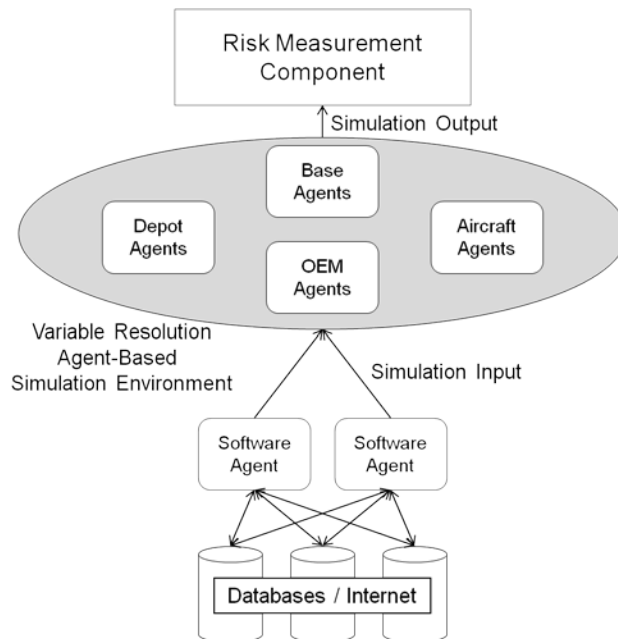 Risk Measurement
Component
Simulation Output
Base
Agents
Depot
Agents
Aircraft
Agents
OEM
Agents
Variable Resolution
Agent-Based
Simulation Environment
Simulation Input
Software
Agent
Software
Agent
Databases / Internet